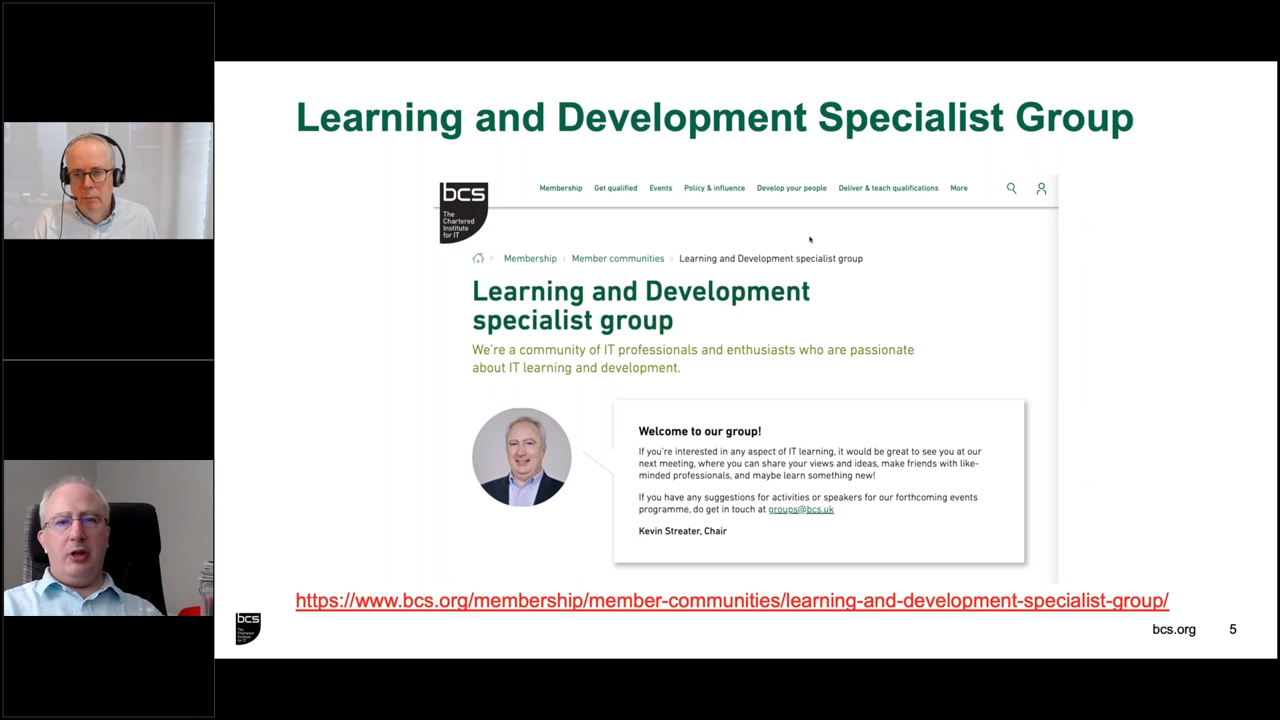 Learning and Development Specialist Group
bcs
The
Chartered
Institute
for IT
Membership Get qualified Events Policy & influence Develop your people Deliver & teach qualifications More
Membership > Member communities > Learning and Development specialist group
Learning and Development
specialist group
We're a community of IT professionals and enthusiasts who are passionate
about IT learning and development.
Welcome to our group!
If you're interested in any aspect of IT learning, it would be great to see you at our
next meeting, where you can share your views and ideas, make friends with like-
minded professionals, and maybe learn something new!
If you have any suggestions for activities or speakers for our forthcoming events
programme, do get in touch at groups@bcs.uk
Kevin Streater, Chair
https://www.bcs.org/membership/member-communities/learning-and-development-specialist-group/
bcs
The
Chartered
Institute
for IT
bcs.org 5